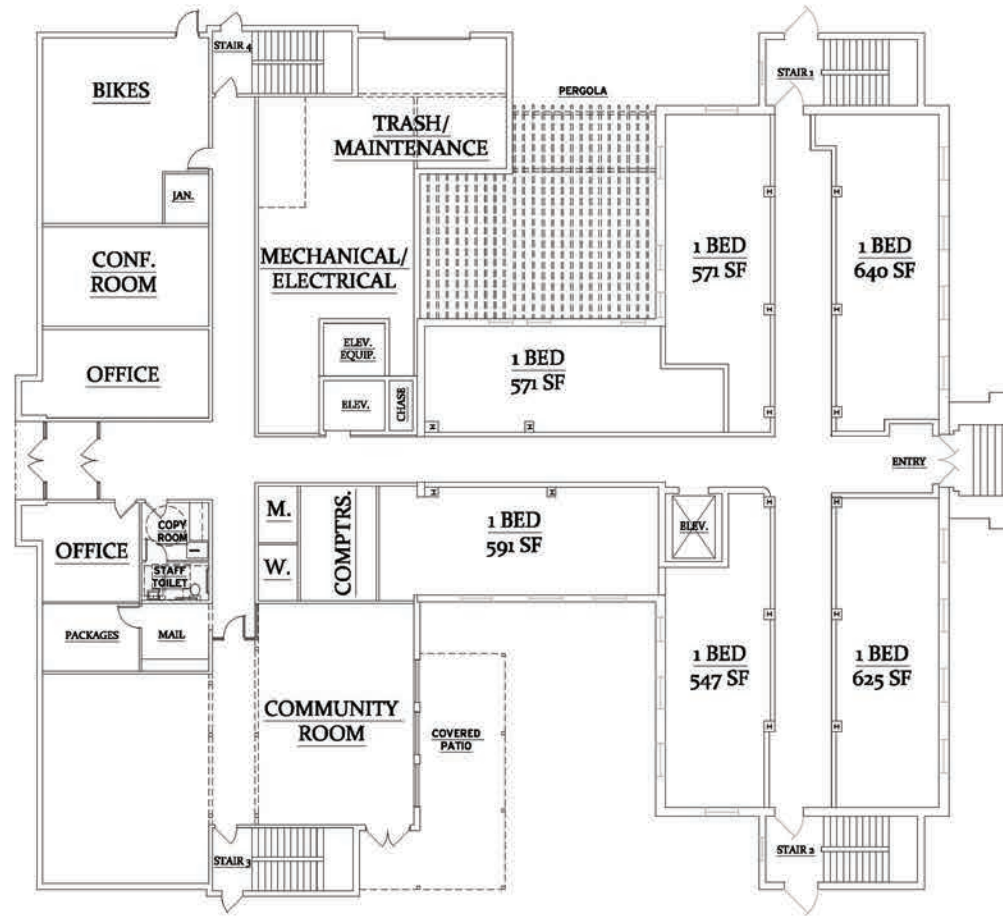 STAIR 4
STAIR 1
BIKES
PERGOLA
TRASH/
MAINTENANCE
JAN.
CONF.
ROOM
MECHANICAL/
ELECTRICAL
1 BED
571 SF
1 BED
640 SF
ELEV.
EQUIP.
1 BED
571 SF
OFFICE
ELEV.
CHASE
ENTRY
M.
COMPTRS.
1 BED
591 SF
ELEV.
COPY
ROOM
OFFICE
W.
STAFF
TOILET
PACKAGES
MAIL
1 BED
547 SF
1 BED
625 SF
COMMUNITY
ROOM
COVERED
PATIO
STAIR 3
STAIR 2